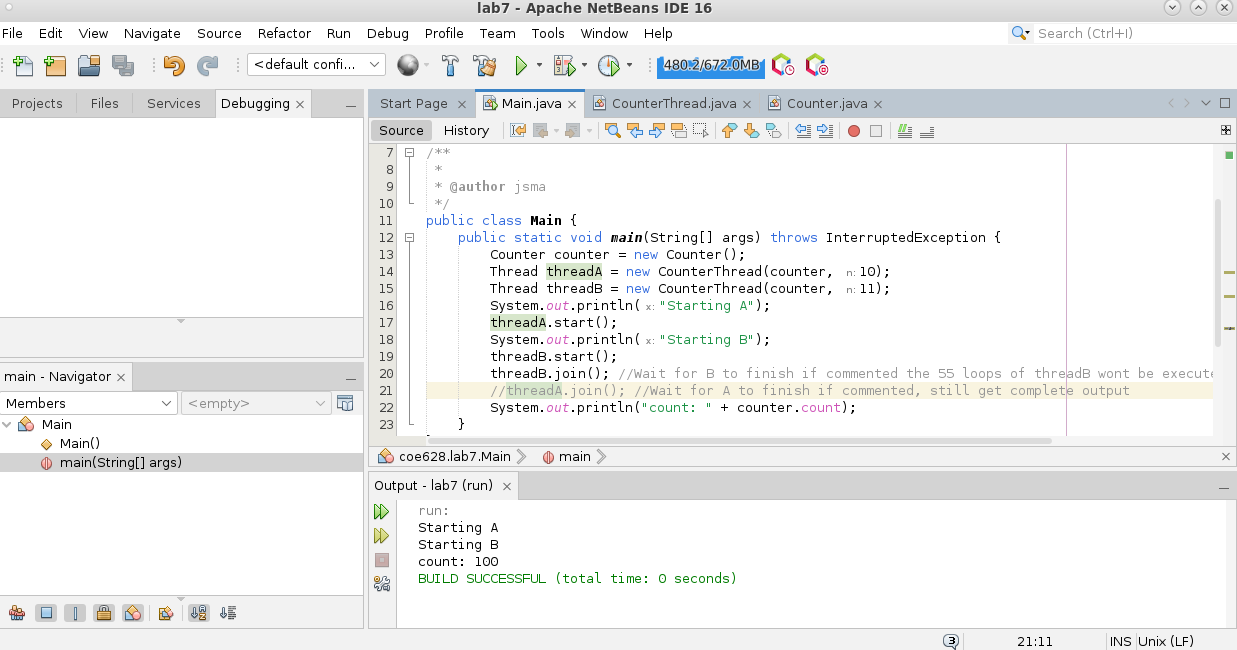 lab7 - Apache NetBeans IDE 16
File Edit View Navigate Source Refactor Run Debug Profile Team Tools Window Help Search (Ctrl+I)
<default confi... 480.2/672.0MB
Projects Files Services Debugging
Start Page Main.java CounterThread.java Counter.java
Source History
7 /**
8 *
9 * @author jsma
10 */
11 public class Main {
12 public static void main(String[] args) throws InterruptedException {
13 Counter counter = new Counter();
14 Thread threadA = new CounterThread(counter, n: 10);
15 Thread threadB = new CounterThread(counter, n: 11);
16 System.out.println( x: "Starting A");
17 threadA.start();
18 System.out.println( x: "Starting B");
19 threadB.start();
20 threadB.join(); //Wait for B to finish if commented the 55 loops of threadB wont be execut
21 //threadA.join(); //Wait for A to finish if commented, still get complete output
22 System.out.println("count: " + counter.count);
23 }
coe628.lab7.Main main
main - Navigator
Members <empty>
Main
Main()
main(String[] args)
Output - lab7 (run)
run:
Starting A
Starting B
count: 100
BUILD SUCCESSFUL (total time: 0 seconds)
3 21:11 INS Unix (LF)